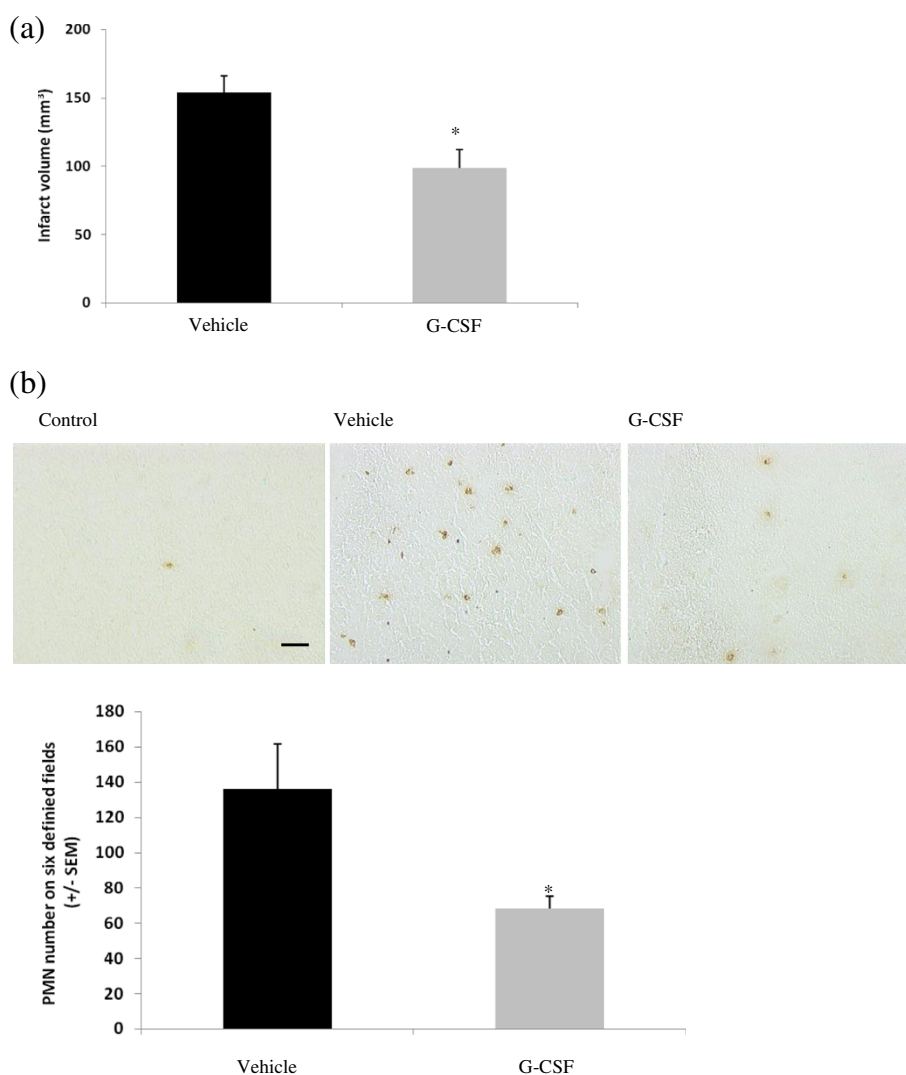 (a)
200
150
100
50
0
Infarct volume (mm³)
*
Vehicle G-CSF
(b)
Control Vehicle G-CSF
180
160
140
120
100
80
60
40
20
0
PMN number on six definied fields
(+/- SEM)
*
Vehicle G-CSF